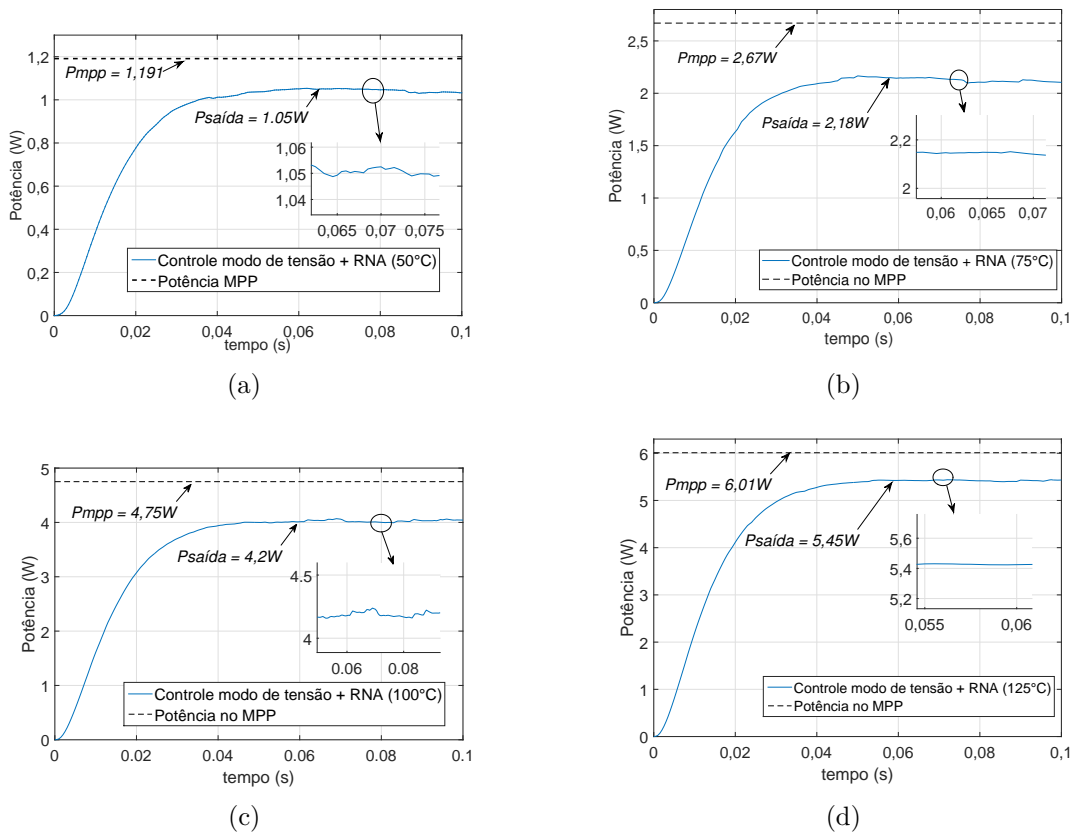 Potência (W)
1,2
1
0,8
0,6
0,4
0,2
0
Pmpp = 1,191
Psaída = 1.05W
1,06
1,05
1,04
0,065
0,07
0,075
Controle modo de tensão + RNA (50°C)
Potência MPP
0
0,02
0,04
0,06
0,08
0,1
tempo (s)
(a)
Potência (W)
2,5
2
1,5
1
0,5
0
Pmpp = 2,67W
Psaída = 2,18W
2,2
2
0,06
0,065
0,07
Controle modo de tensão + RNA (75°C)
Potência no MPP
0
0,02
0,04
0,06
0,08
0,1
tempo (s)
(b)
Potência (W)
5
4
3
2
1
0
Pmpp = 4,75W
Psaída = 4,2W
4.5
4
0.06
0.08
Controle modo de tensão + RNA (100°C)
Potência no MPP
0
0,02
0,04
0,06
0,08
0,1
tempo (s)
(c)
Potência (W)
6
5
4
3
2
1
0
Pmpp = 6,01W
Psaída = 5,45W
5,6
5,4
5,2
0,055
0,06
Controle modo de tensão + RNA (125°C)
Potência no MPP
0
0,02
0,04
0,06
0,08
0,1
tempo (s)
(d)